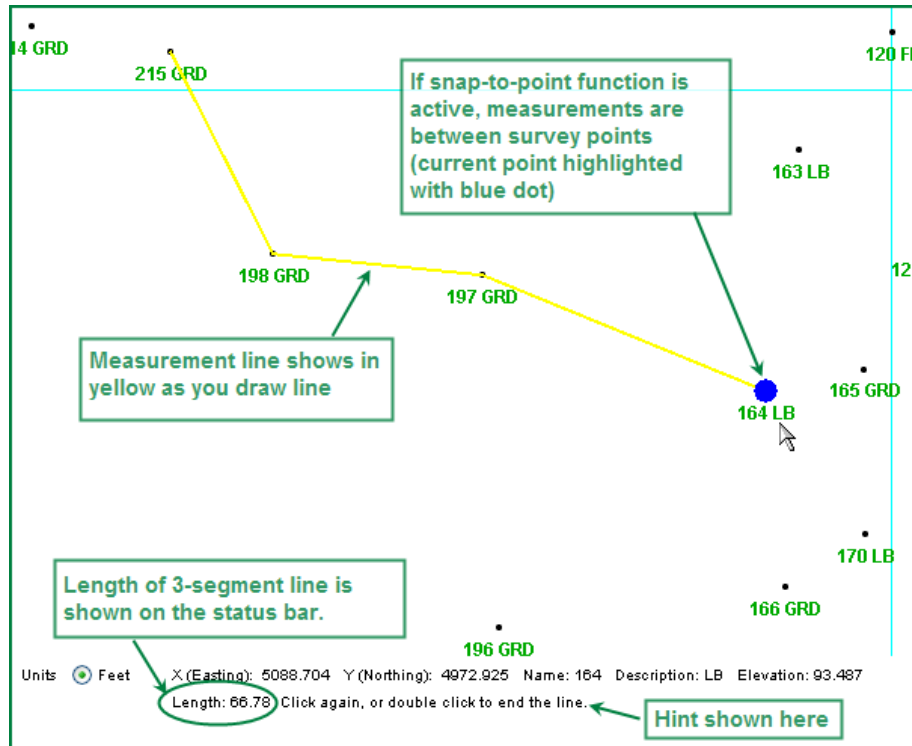 14 GRD
215 GRD
120 F
If snap-to-point function is
active, measurements are
between survey points
(current point highlighted
with blue dot)
163 LB
198 GRD
197 GRD
12
Measurement line shows in
yellow as you draw line
165 GRD
164 LB
170 LB
Length of 3-segment line is
shown on the status bar.
166 GRD
196 GRD
Units Feet X (Easting): 5088.704 Y (Northing): 4972.925 Name: 164 Description: LB Elevation: 93.487
Length: 66.78 Click again, or double click to end the line.
Hint shown here